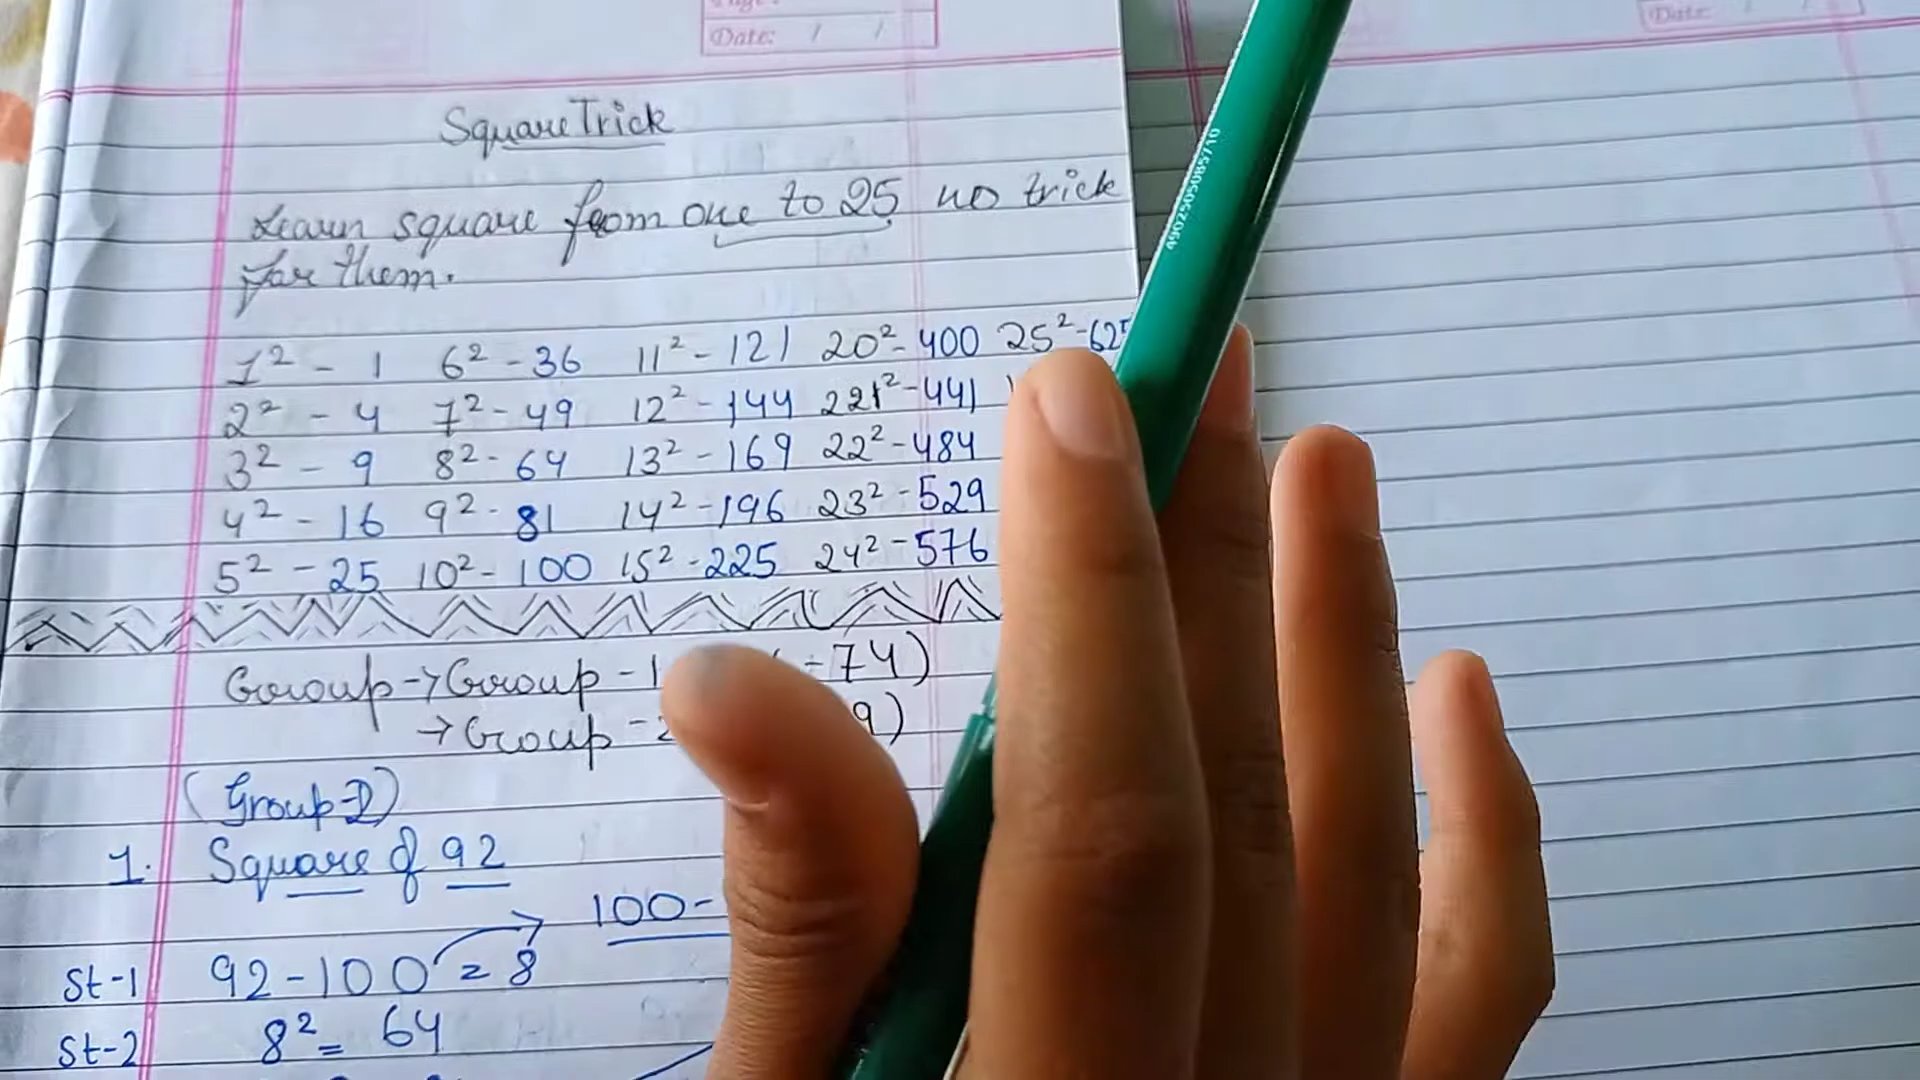 Date: / /
Date: / /
Square Trick
4902505085710
Learn square from one to 25 no trick
for them.
1² - 1 6² - 36 11² - 121 20² - 400 25² - 62
2² - 4 7² - 49 12² - 144 221² - 441
3² - 9 8² - 64 13² - 169 22² - 484
4² - 16 9² - 81 14² - 196 23² - 529
5² - 25 10² - 100 15² - 225 24² - 576
Group → Group - 1 - 74)
→ Group - 9)
(Group-2)
1. Square of 92
100-
St-1 92 - 100 = 8
St-2 8² = 64